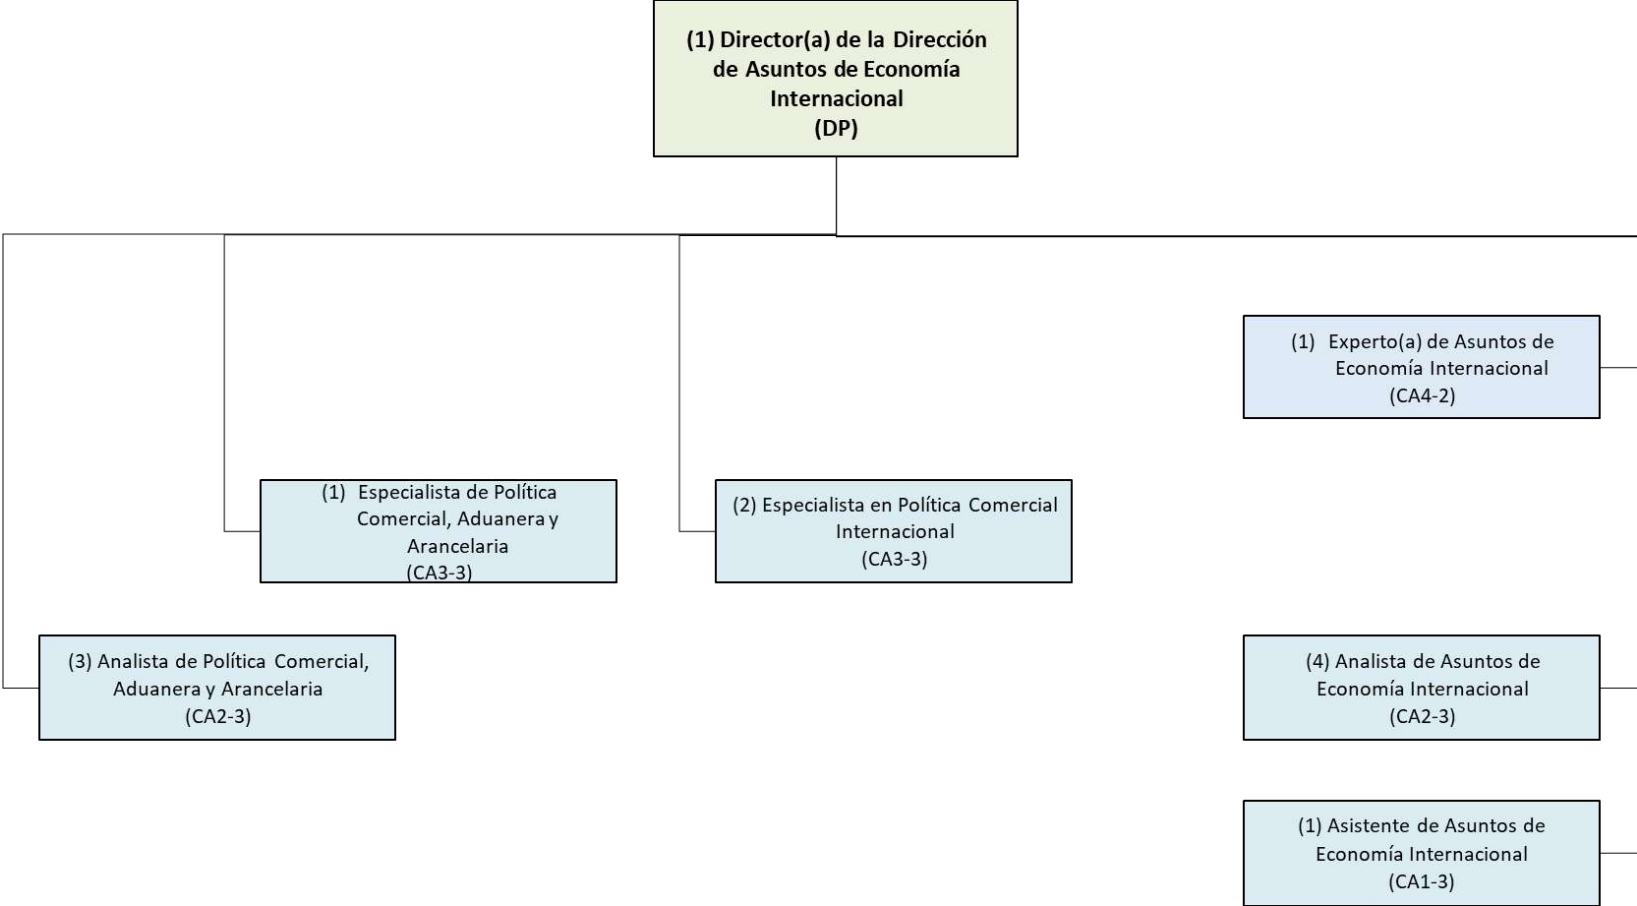 (1) Director(a) de la Dirección
de Asuntos de Economía
Internacional
(DP)
(1) Experto(a) de Asuntos de
Economía Internacional
(CA4-2)
(1) Especialista de Política
Comercial, Aduanera y
Arancelaria
(CA3-3)
(2) Especialista en Política Comercial
Internacional
(CA3-3)
(3) Analista de Política Comercial,
Aduanera y Arancelaria
(CA2-3)
(4) Analista de Asuntos de
Economía Internacional
(CA2-3)
(1) Asistente de Asuntos de
Economía Internacional
(CA1-3)